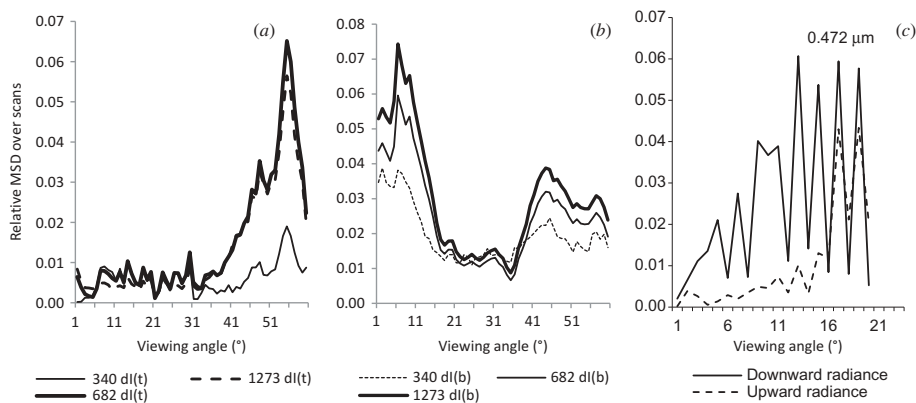 (a)
(b)
(c)
Relative MSD over scans
0.07
0.06
0.05
0.04
0.03
0.02
0.01
0.00
1 11 21 31 41 51
Viewing angle (°)
340 dI(t)
1273 dI(t)
682 dI(t)
0.08
0.07
0.06
0.05
0.04
0.03
0.02
0.01
0.00
1 11 21 31 41 51
Viewing angle (°)
340 dI(b)
682 dI(b)
1273 dI(b)
0.472 μm
0.07
0.06
0.05
0.04
0.03
0.02
0.01
0.00
1 6 11 16 21
Viewing angle (°)
Downward radiance
Upward radiance